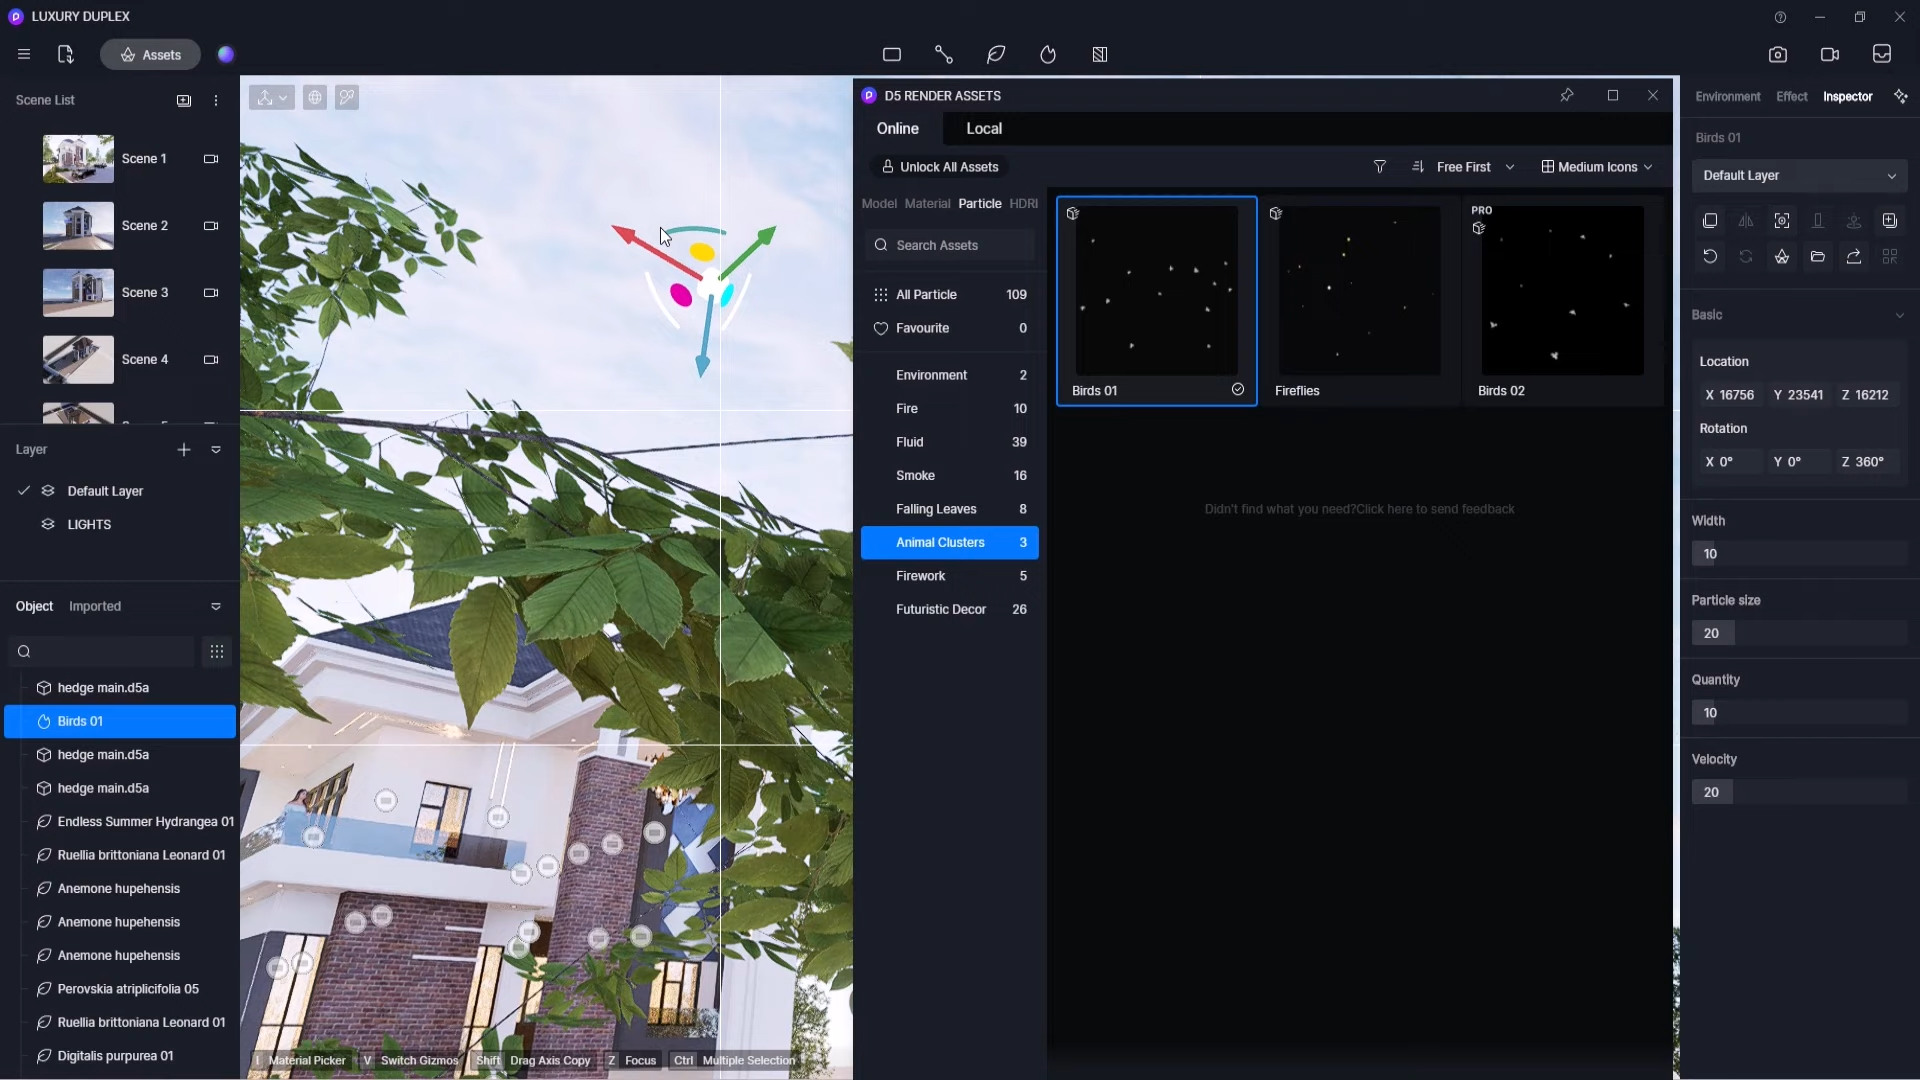 LUXURY DUPLEX
Assets
Scene List
Scene 1
Scene 2
Scene 3
Scene 4
Layer
Default Layer
LIGHTS
Object Imported
hedge main.d5a
Birds 01
hedge main.d5a
hedge main.d5a
Endless Summer Hydrangea 01
Ruellia brittoniana Leonard 01
Anemone hupehensis
Anemone hupehensis
Anemone hupehensis
Perovskia atriplicifolia 05
Ruellia brittoniana Leonard 01
Digitalis purpurea 01
I Material Picker V Switch Gizmos Shift Drag Axis Copy Z Focus Ctrl Multiple Selection
D5 RENDER ASSETS
Online Local
Unlock All Assets Free First Medium Icons
Model Material Particle HDRI
Search Assets
All Particle 109
Favourite 0
Environment 2
Fire 10
Fluid 39
Smoke 16
Falling Leaves 8
Animal Clusters 3
Firework 5
Futuristic Decor 26
PRO
Birds 01 Fireflies Birds 02
Didn't find what you need?Click here to send feedback
Environment Effect Inspector
Birds 01
Default Layer
Basic
Location
X 16756 Y 23541 Z 16212
Rotation
X 0° Y 0° Z 360°
Width
10
Particle size
20
Quantity
10
Velocity
20